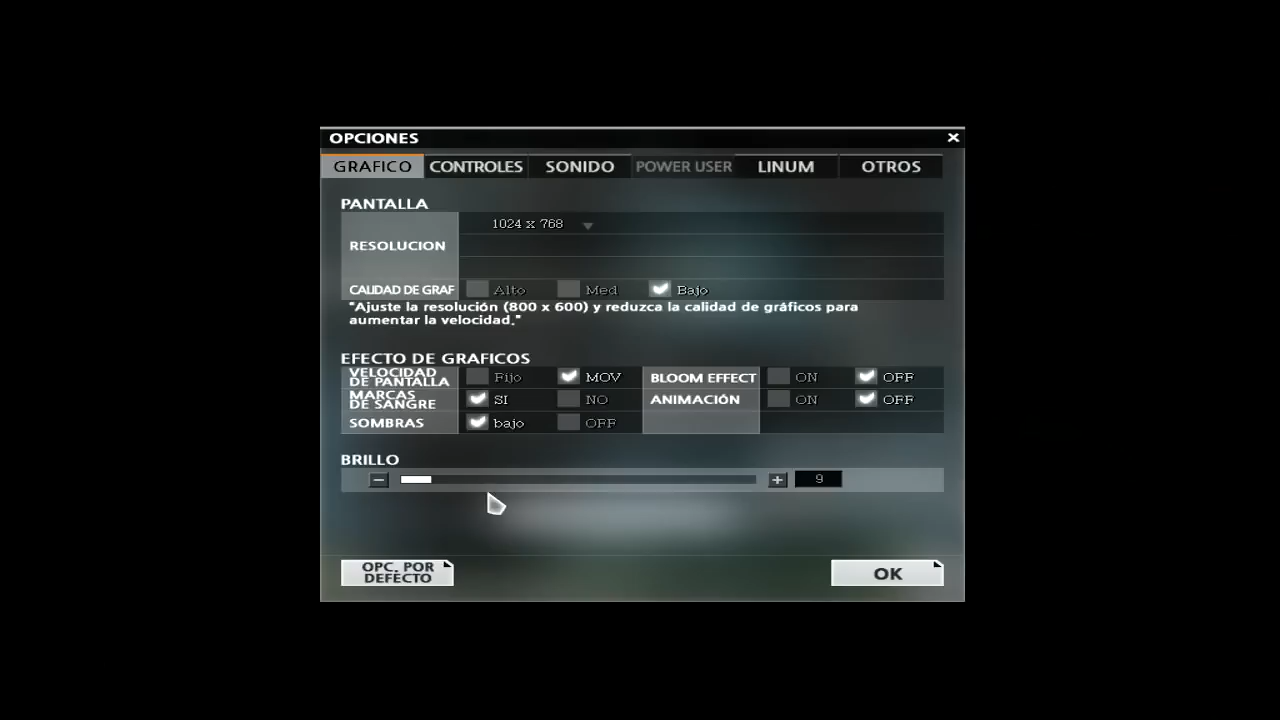 OPCIONES
GRAFICO CONTROLES SONIDO POWER USER LINUM OTROS
PANTALLA
1024 x 768
RESOLUCION
CALIDAD DE GRAF Alto Med Bajo
"Ajuste la resolución (800 x 600) y reduzca la calidad de gráficos para
aumentar la velocidad."
EFECTO DE GRAFICOS
VELOCIDAD
DE PANTALLA Fijo MOV BLOOM EFFECT ON OFF
MARCAS
DE SANGRE SI NO ANIMACIÓN ON OFF
SOMBRAS bajo OFF
BRILLO
9
OPC. POR
DEFECTO
OK